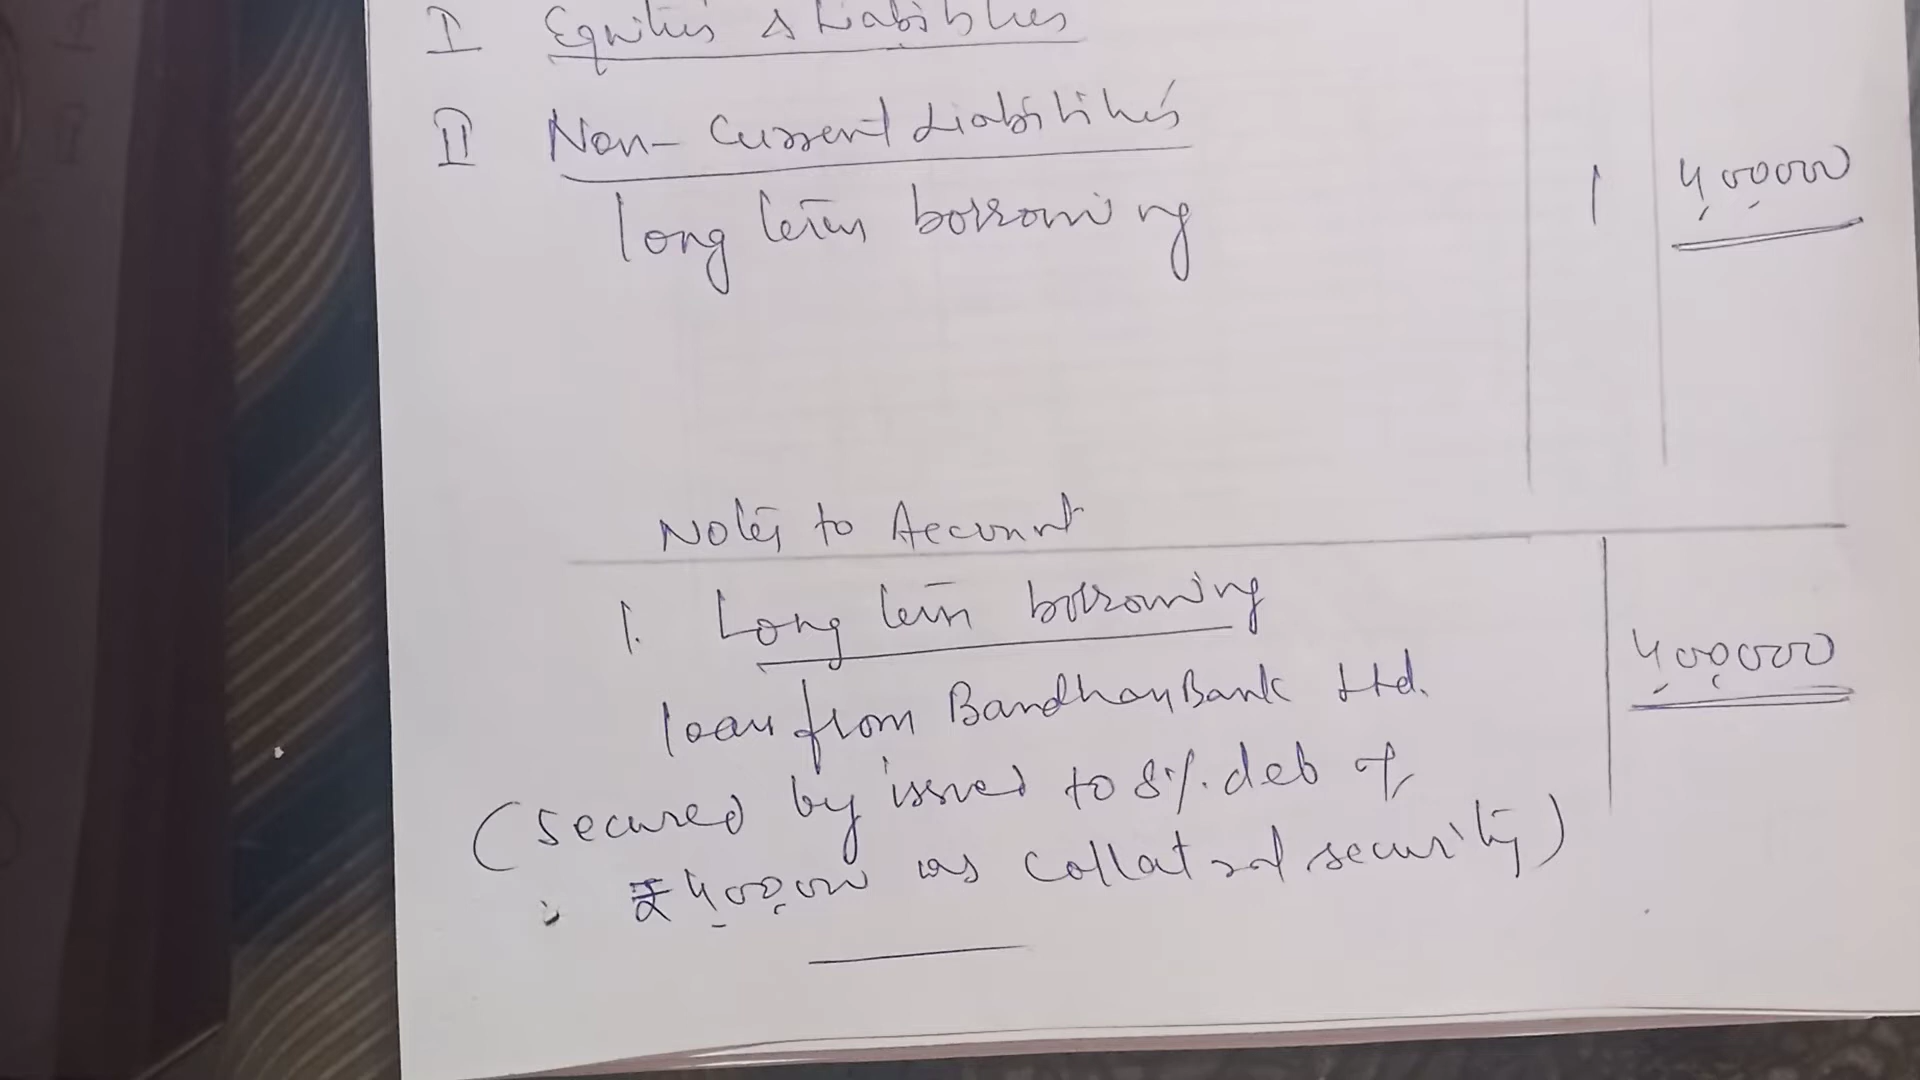 I Equities & Liabilities
II Non-Current Liabilities
long term borrowing 1 4,00,000
Notes to Account
1. Long term borrowing
loan from Bandhan Bank Ltd. 4,00,000
(secured by issued to 8%. deb of
₹ 4,00,000 as collateral security)